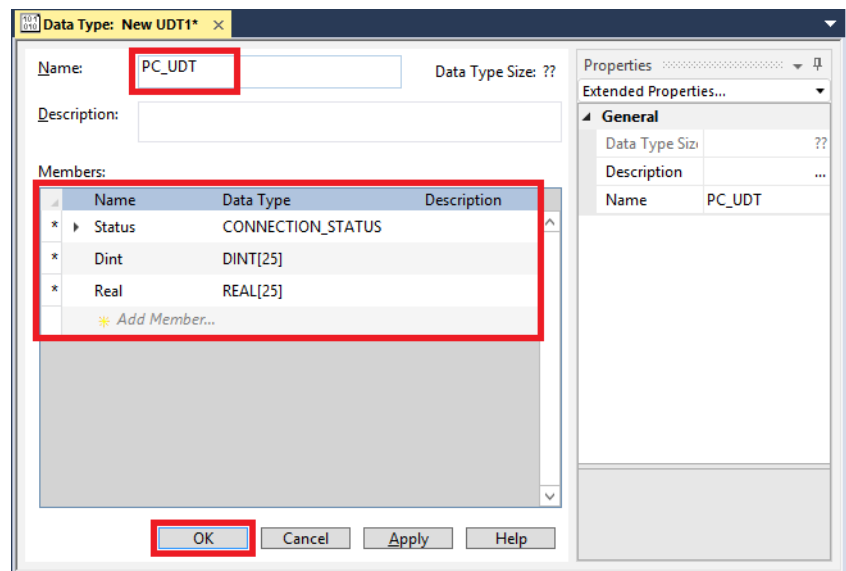 Data Type: New UDT1* ×
Name: PC_UDT Data Type Size: ??
Description:
Members:
Name Data Type Description
* Status CONNECTION_STATUS
* Dint DINT[25]
* Real REAL[25]
Add Member...
OK Cancel Apply Help
Properties
Extended Properties...
General
Data Type Siz ??
Description ...
Name PC_UDT